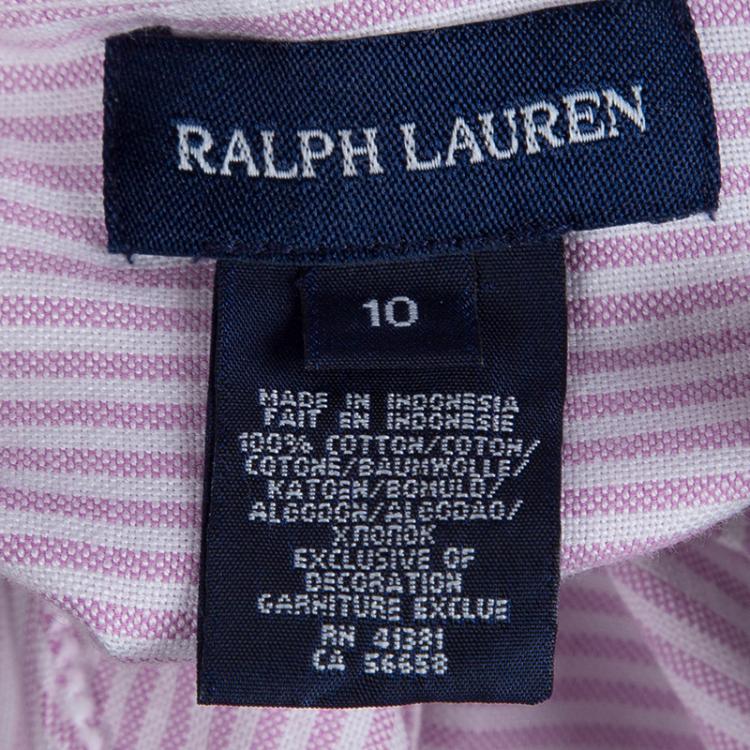 RALPH LAUREN
10
MADE IN INDONESIA
FAIT EN INDONESIE
100% COTTON/COTON/
COTONE/BAUMWOLLE/
KATOEN/BOMULD/
ALGODON/ALGODAO/
ХЛОПОК
EXCLUSIVE OF
DECORATION
GARNITURE EXCLUE
RN 41381
CA 56658